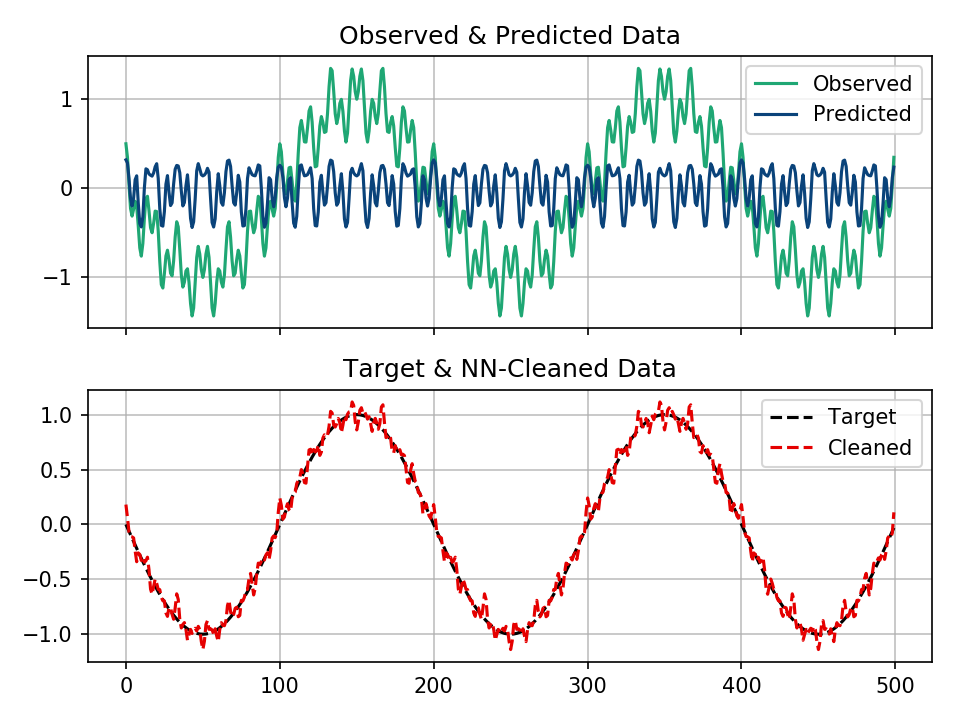 Observed & Predicted Data
1
0
−1
Observed
Predicted
Target & NN-Cleaned Data
1.0
0.5
0.0
−0.5
−1.0
Target
Cleaned
0 100 200 300 400 500